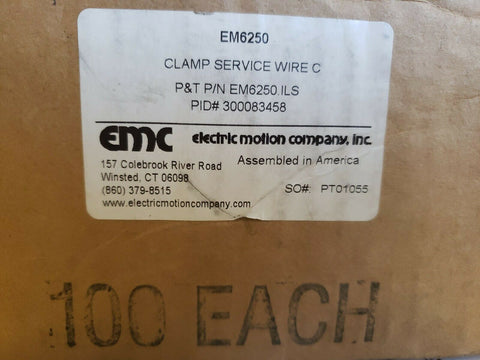 EM6250
CLAMP SERVICE WIRE C
P&T P/N EM6250 ILS
PID# 300083458
emc electric motion company, inc.
157 Colebrook River Road
Winsted, CT 06098
(860) 379-8515
www.electricmotioncompany.com
Assembled in America
SO#: PT01055
100 EACH